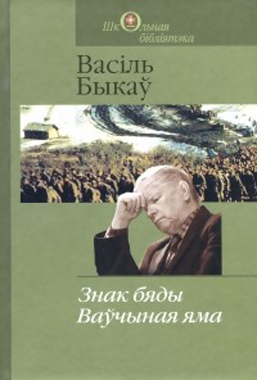 Школьная
бібліятэка
Васіль
Быкаў
Знак бяды
Ваўчыная яма